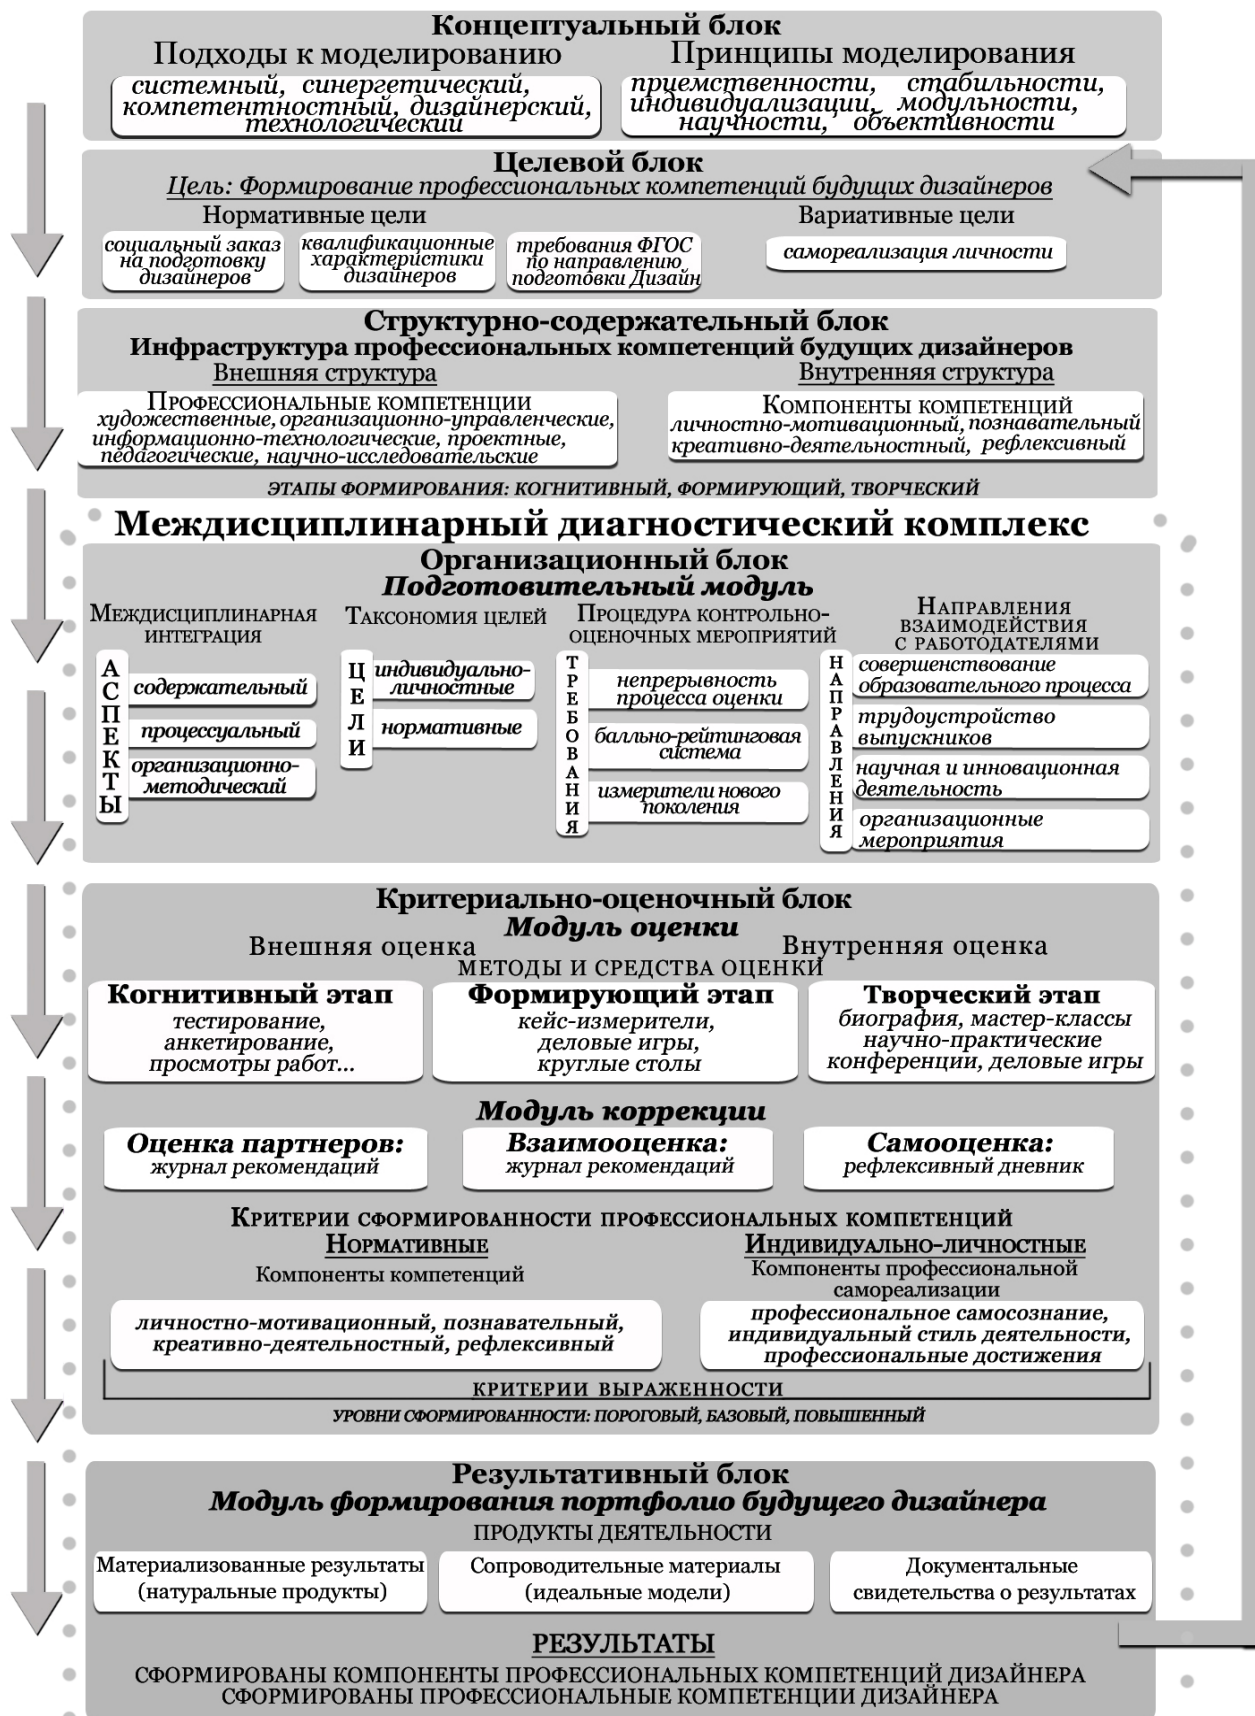 Концептуальный блок
Подходы к моделированию
системный, синергетический,
компетентностный, дизайнерский,
технологический
Принципы моделирования
приемственности, стабильности,
индивидуализации, модульности,
научности, объективности
Целевой блок
Цель: Формирование профессиональных компетенций будущих дизайнеров
Нормативные цели
социальный заказ
на подготовку
дизайнеров
квалификационные
характеристики
дизайнеров
требования ФГОС
по направлению
подготовки Дизайн
Вариативные цели
самореализация личности
Структурно-содержательный блок
Инфраструктура профессиональных компетенций будущих дизайнеров
Внешняя структура
Профессиональные компетенции
художественные, организационно-управленческие,
информационно-технологические, проектные,
педагогические, научно-исследовательские
Внутренняя структура
Компоненты компетенций
личностно-мотивационный, познавательный
креативно-деятельностный, рефлексивный
ЭТАПЫ ФОРМИРОВАНИЯ: КОГНИТИВНЫЙ, ФОРМИРУЮЩИЙ, ТВОРЧЕСКИЙ
Междисциплинарный диагностический комплекс
Организационный блок
Подготовительный модуль
Междисциплинарная
интеграция
АСПЕКТЫ
содержательный
процессуальный
организационно-
методический
Таксономия целей
ЦЕЛИ
индивидуально-
личностные
нормативные
Процедура контрольно-
оценочных мероприятий
ТРЕБОВАНИЯ
непрерывность
процесса оценки
балльно-рейтинговая
система
измерители нового
поколения
Направления
взаимодействия
с работодателями
НАПРАВЛЕНИЯ
совершенствование
образовательного процесса
трудоустройство
выпускников
научная и инновационная
деятельность
организационные
мероприятия
Критериально-оценочный блок
Модуль оценки
Внешняя оценка
Внутренняя оценка
МЕТОДЫ И СРЕДСТВА ОЦЕНКИ
Когнитивный этап
тестирование,
анкетирование,
просмотры работ...
Формирующий этап
кейс-измерители,
деловые игры,
круглые столы
Творческий этап
биография, мастер-классы
научно-практические
конференции, деловые игры
Модуль коррекции
Оценка партнеров:
журнал рекомендаций
Взаимооценка:
журнал рекомендаций
Самооценка:
рефлексивный дневник
Критерии сформированности профессиональных компетенций
Нормативные
Компоненты компетенций
личностно-мотивационный, познавательный,
креативно-деятельностный, рефлексивный
Индивидуально-личностные
Компоненты профессиональной
самореализации
профессиональное самосознание,
индивидуальный стиль деятельности,
профессиональные достижения
КРИТЕРИИ ВЫРАЖЕННОСТИ
УРОВНИ СФОРМИРОВАННОСТИ: ПОРОГОВЫЙ, БАЗОВЫЙ, ПОВЫШЕННЫЙ
Результативный блок
Модуль формирования портфолио будущего дизайнера
ПРОДУКТЫ ДЕЯТЕЛЬНОСТИ
Материализованные результаты
(натуральные продукты)
Сопроводительные материалы
(идеальные модели)
Документальные
свидетельства о результатах
РЕЗУЛЬТАТЫ
СФОРМИРОВАНЫ КОМПОНЕНТЫ ПРОФЕССИОНАЛЬНЫХ КОМПЕТЕНЦИЙ ДИЗАЙНЕРА
СФОРМИРОВАНЫ ПРОФЕССИОНАЛЬНЫЕ КОМПЕТЕНЦИИ ДИЗАЙНЕРА